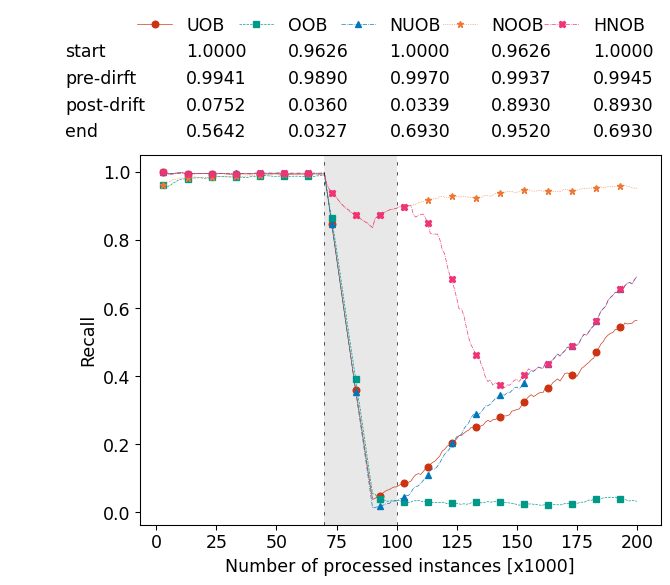 UOB OOB NUOB NOOB HNOB
start 1.0000 0.9626 1.0000 0.9626 1.0000
pre-dirft 0.9941 0.9890 0.9970 0.9937 0.9945
post-drift 0.0752 0.0360 0.0339 0.8930 0.8930
end 0.5642 0.0327 0.6930 0.9520 0.6930
1.0
0.8
0.6
0.4
0.2
0.0
Recall
0 25 50 75 100 125 150 175 200
Number of processed instances [x1000]